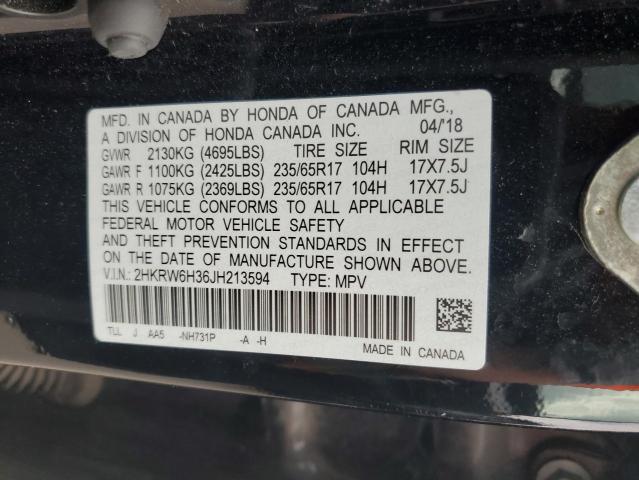 MFD. IN CANADA BY HONDA OF CANADA MFG.,
A DIVISION OF HONDA CANADA INC. 04/'18
GVWR 2130KG (4695LBS) TIRE SIZE RIM SIZE
GAWR F 1100KG (2425LBS) 235/65R17 104H 17X7.5J
GAWR R 1075KG (2369LBS) 235/65R17 104H 17X7.5J
THIS VEHICLE CONFORMS TO ALL APPLICABLE
FEDERAL MOTOR VEHICLE SAFETY
AND THEFT PREVENTION STANDARDS IN EFFECT
ON THE DATE OF MANUFACTURE SHOWN ABOVE.
V.I.N.: 2HKRW6H36JH213594 TYPE: MPV
TLL J AA5 -NH731P -A -H
MADE IN CANADA